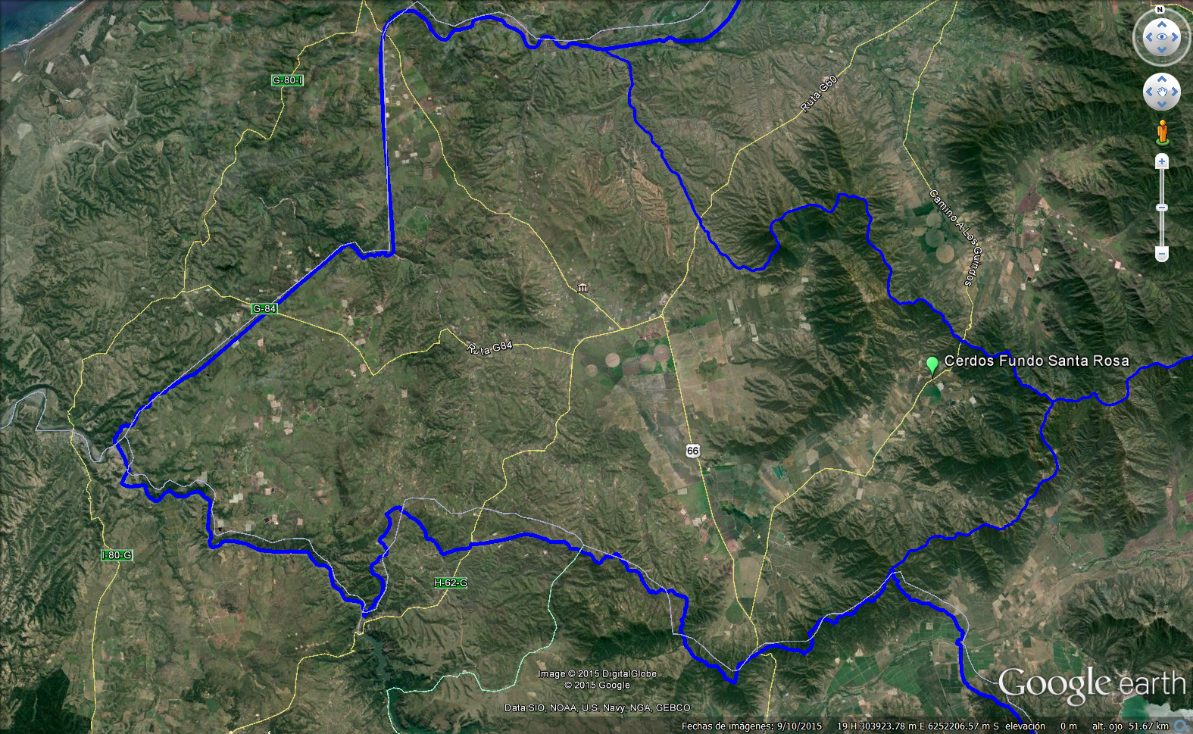 N
G-80-I
Ruta G60
Camino A Los Guindos
G-84
Ruta G84
Cerdos Fundo Santa Rosa
66
I-80-G
H-62-G
Image © 2015 DigitalGlobe
© 2015 Google
Data SIO, NOAA, U.S. Navy, NGA, GEBCO
Google earth
Fechas de imágenes: 9/10/2015 19 H 303923.78 m E 6252206.57 m S elevación 0 m alt. ojo 51.67 km